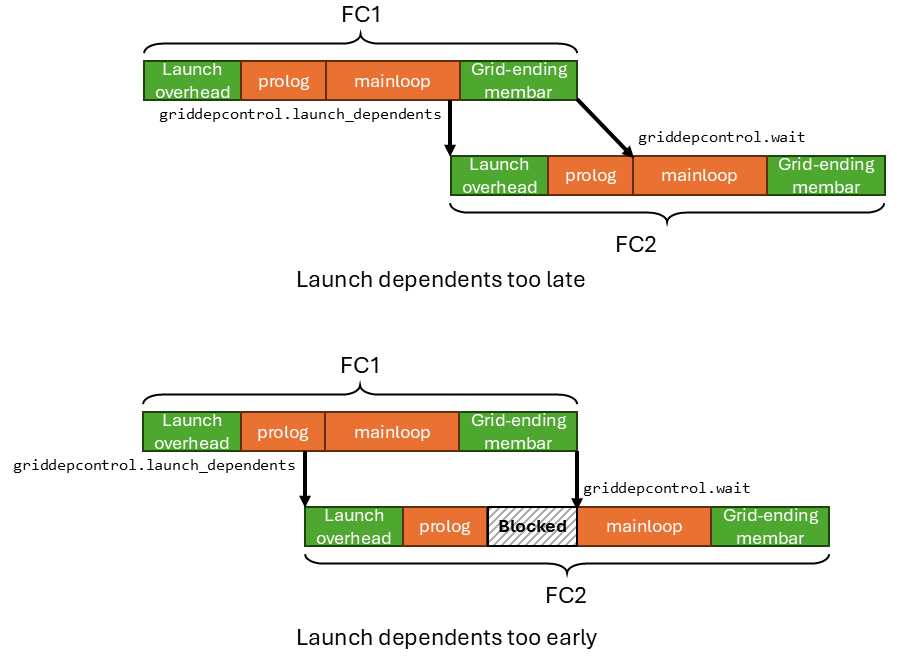 FC1
Launch overhead
prolog
mainloop
Grid-ending membar
griddepcontrol.launch_dependents
griddepcontrol.wait
Launch overhead
prolog
mainloop
Grid-ending membar
FC2
Launch dependents too late
FC1
Launch overhead
prolog
mainloop
Grid-ending membar
griddepcontrol.launch_dependents
griddepcontrol.wait
Launch overhead
prolog
Blocked
mainloop
Grid-ending membar
FC2
Launch dependents too early